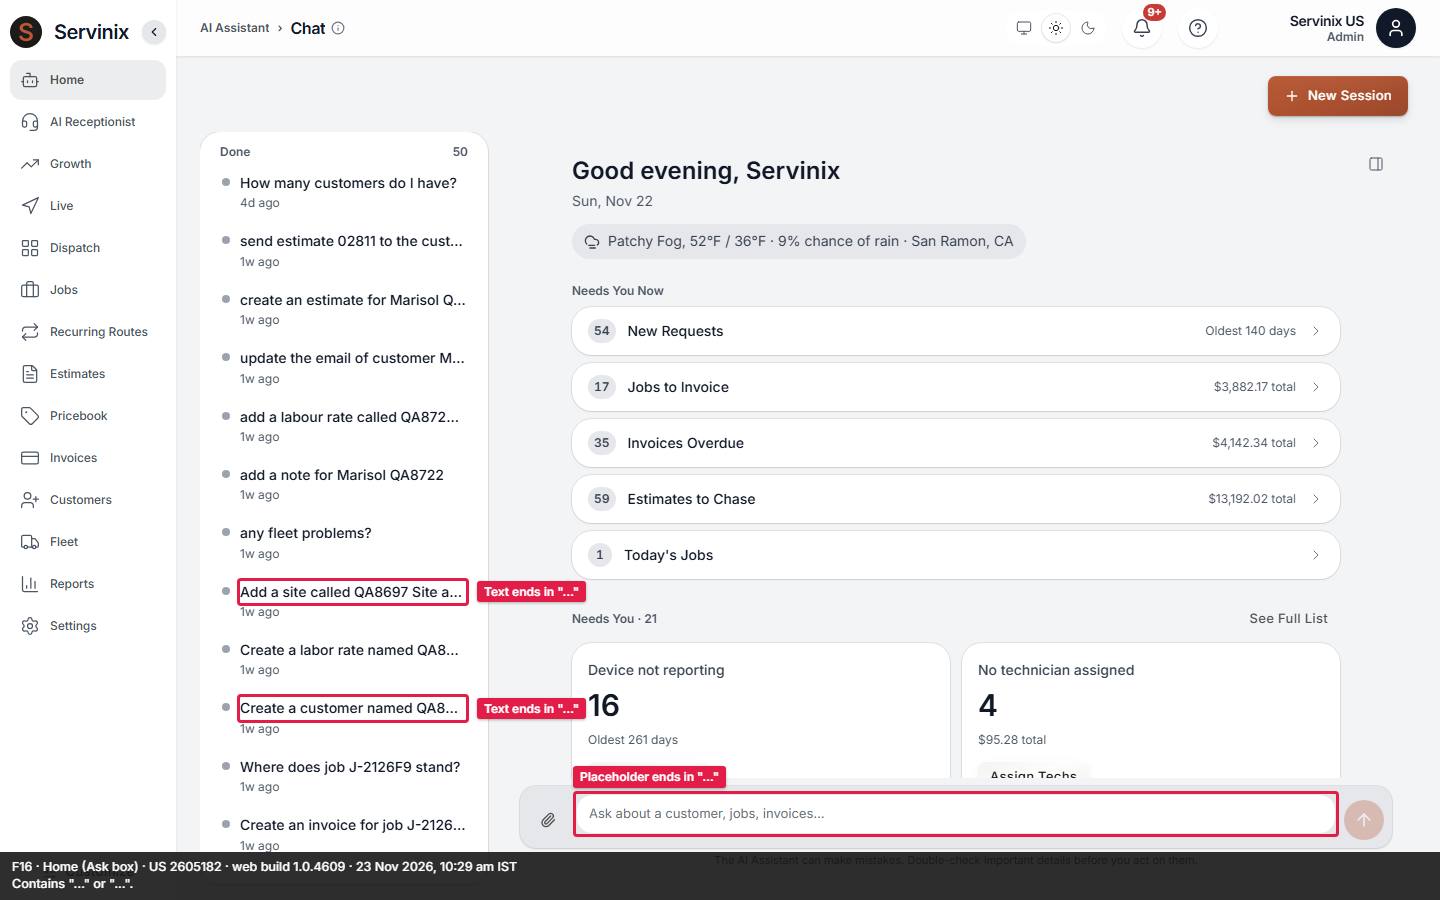 Servinix
AI Assistant › Chat
9+
Servinix US
Admin
Home
AI Receptionist
Growth
Live
Dispatch
Jobs
Recurring Routes
Estimates
Pricebook
Invoices
Customers
Fleet
Reports
Settings
+ New Session
Done 50
How many customers do I have?
4d ago
send estimate 02811 to the cust...
1w ago
create an estimate for Marisol Q...
1w ago
update the email of customer M...
1w ago
add a labour rate called QA872...
1w ago
add a note for Marisol QA8722
1w ago
any fleet problems?
1w ago
Add a site called QA8697 Site a...
Text ends in "..."
1w ago
Create a labor rate named QA8...
1w ago
Create a customer named QA8...
Text ends in "..."
1w ago
Where does job J-2126F9 stand?
1w ago
Create an invoice for job J-2126...
1w ago
Good evening, Servinix
Sun, Nov 22
Patchy Fog, 52°F / 36°F · 9% chance of rain · San Ramon, CA
Needs You Now
54 New Requests Oldest 140 days
17 Jobs to Invoice $3,882.17 total
35 Invoices Overdue $4,142.34 total
59 Estimates to Chase $13,192.02 total
1 Today's Jobs
Needs You · 21 See Full List
Device not reporting
16
Oldest 261 days
No technician assigned
4
$95.28 total
Assign Techs
Placeholder ends in "..."
Ask about a customer, jobs, invoices...
The AI Assistant can make mistakes. Double-check important details before you act on them.
F16 · Home (Ask box) · US 2605182 · web build 1.0.4609 · 23 Nov 2026, 10:29 am IST
Contains "..." or "...".